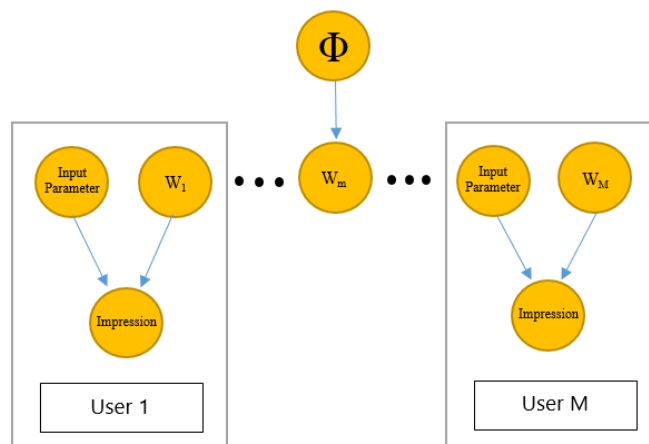 Φ
Input
Parameter
W1
Wm
Input
Parameter
WM
Impression
Impression
User 1
User M